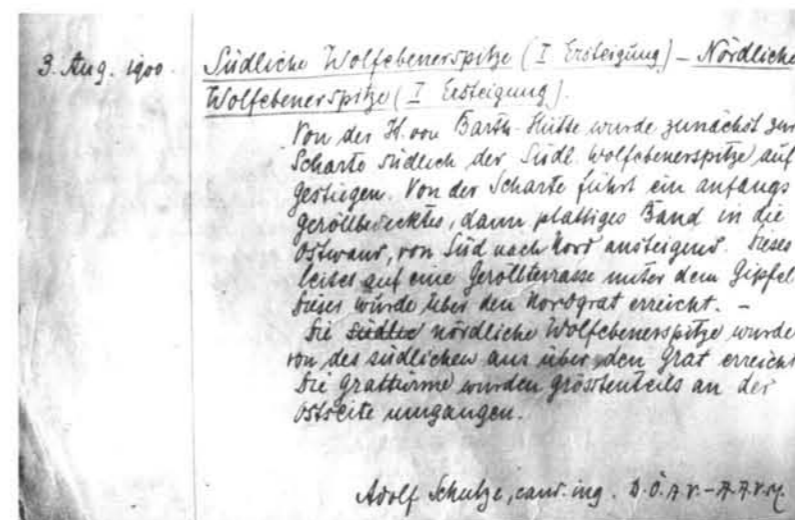 3. Aug. 1900. Südliche Wolfebenerspitze (I Ersteigung) – Nördliche
Wolfebenerspitze (I Ersteigung).
Von der H. von Barth-Hütte wurde zunächst zur
Scharte südlich der Südl. Wolfebenerspitze auf
gestiegen. Von der Scharte führt ein anfangs
geröllbedecktes, dann plattiges Band in die
Ostwand, von Süd nach Nord ansteigend. Dieses
leitet auf eine Geröllterrasse unter dem Gipfel
Dieser wurde über den Nordgrat erreicht. –
Die südlic nördliche Wolfebenerspitze wurde
von der südlichen aus über den Grat erreicht
Die Grattürme wurden grösstenteils an der
Ostseite umgangen.
Adolf Schulze, cand. ing. D.Ö.A.V. – A.A.V.M.